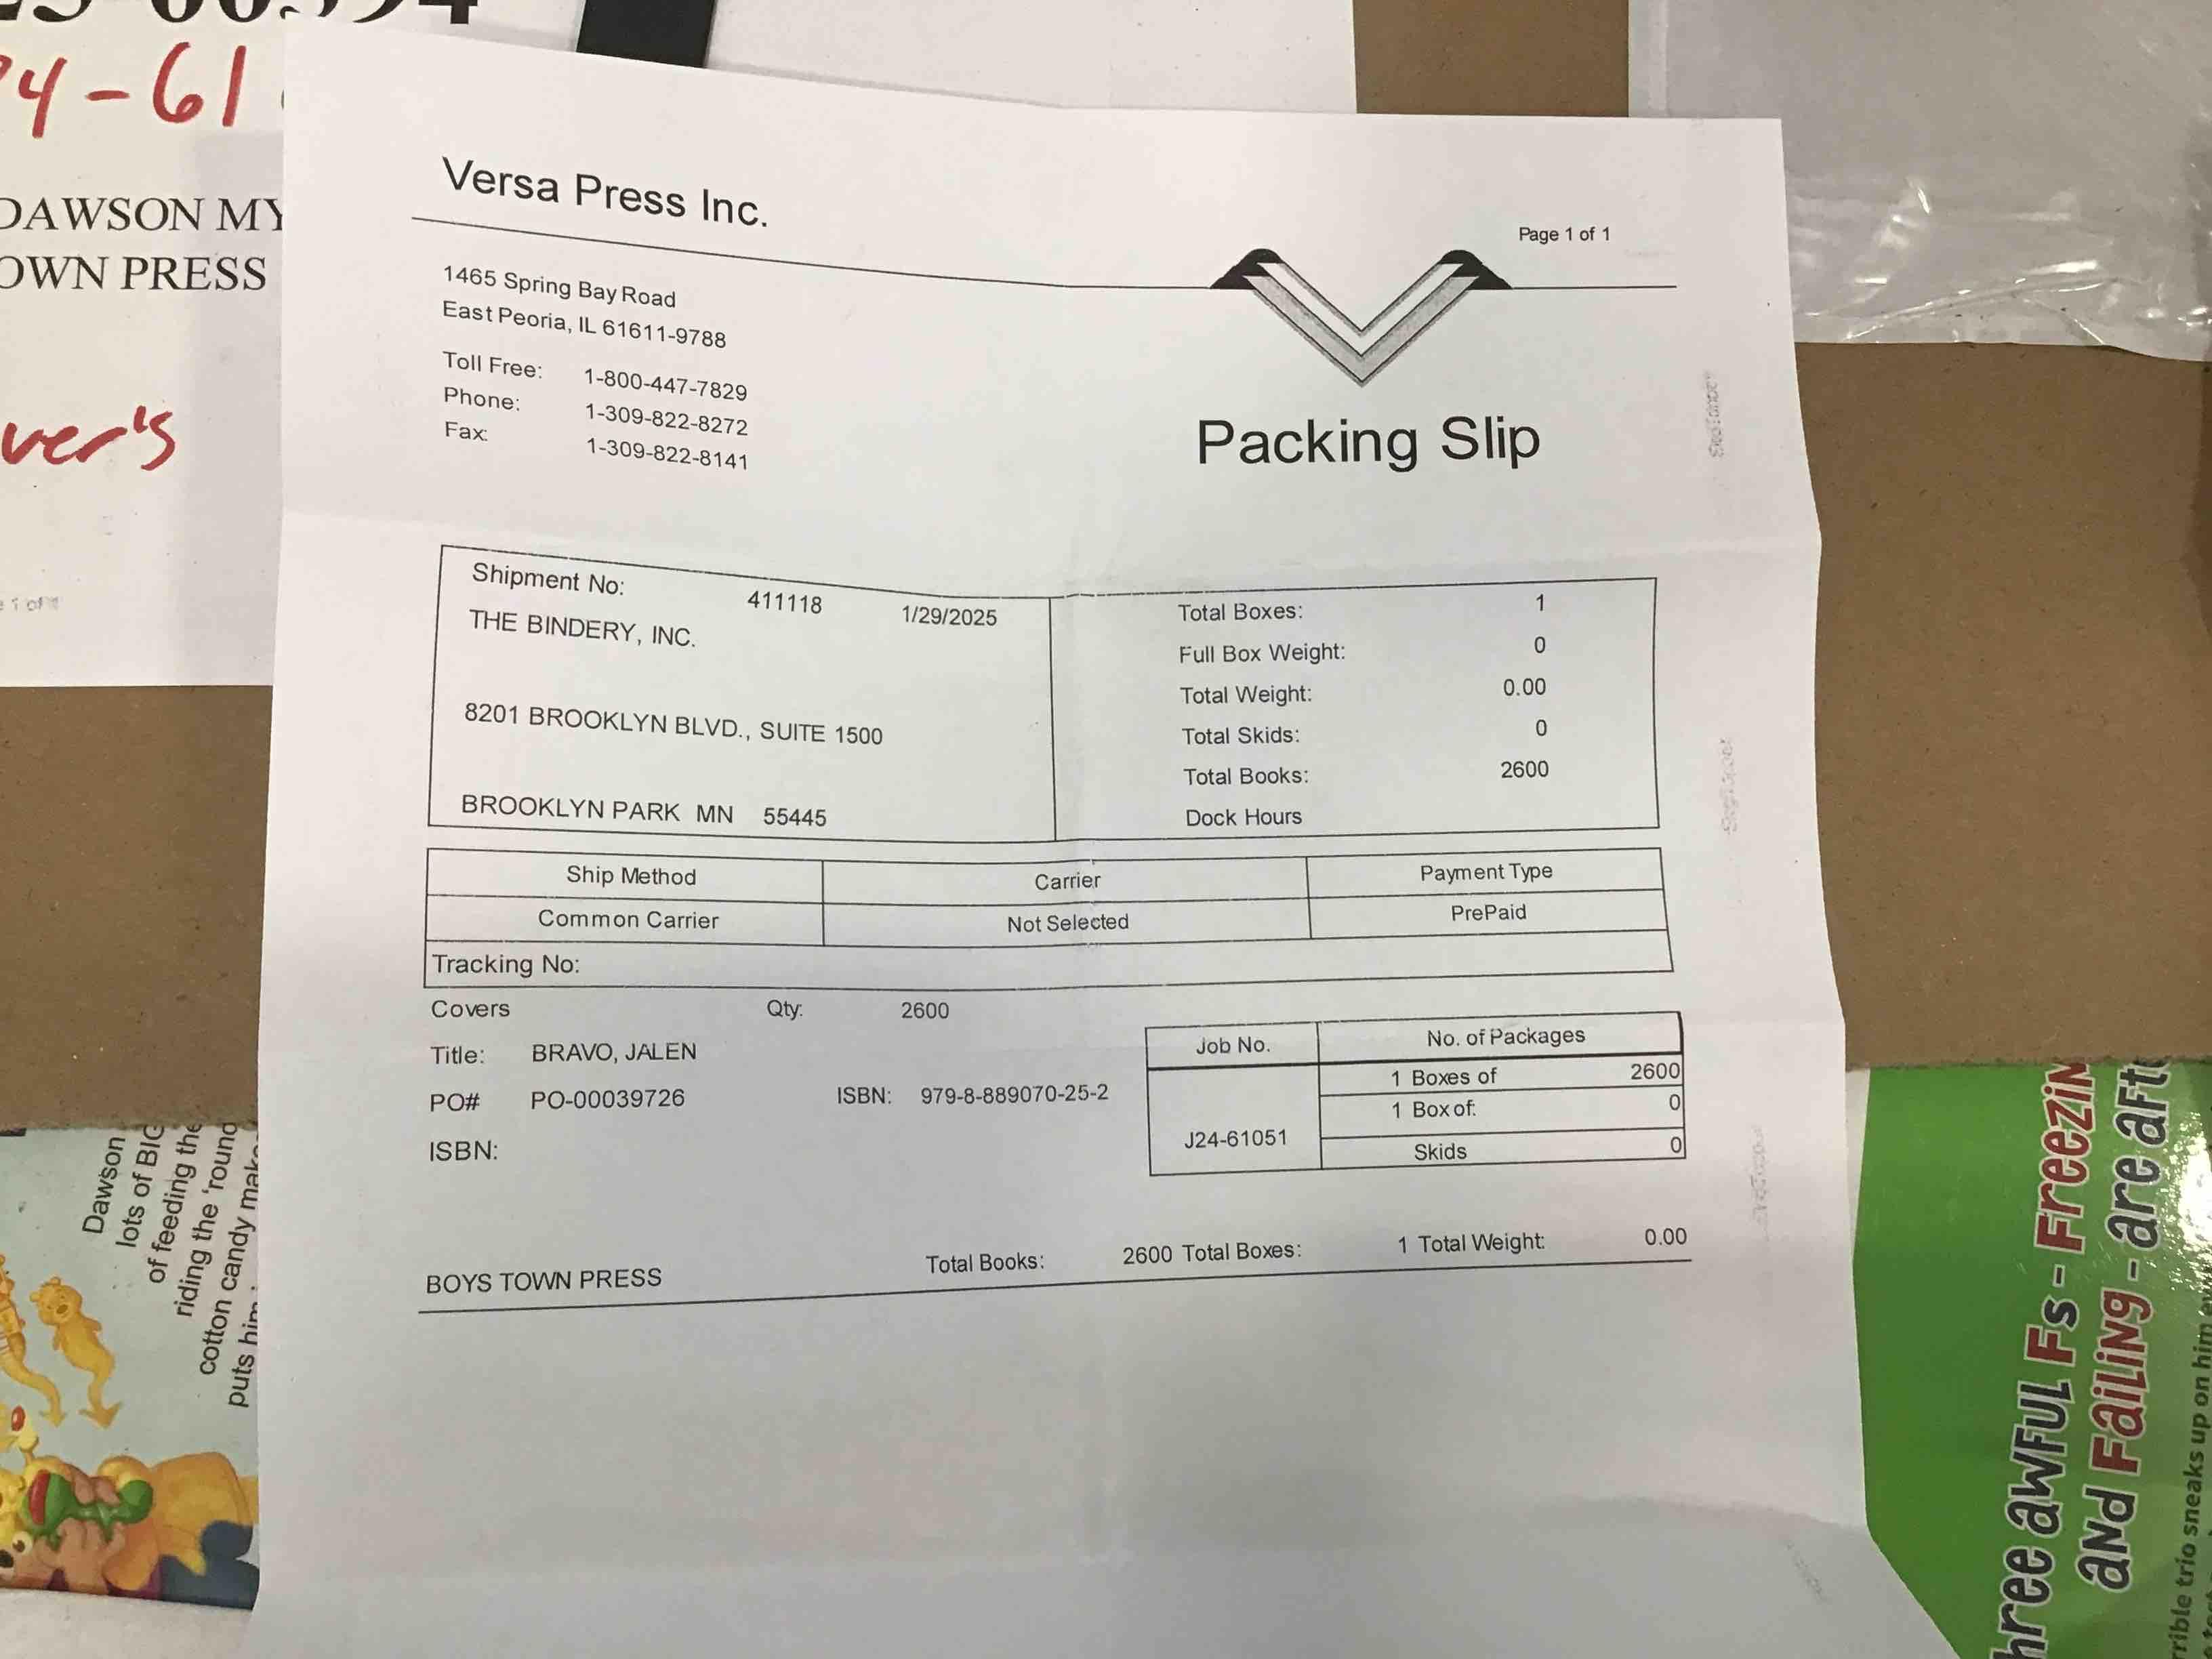 4-61
DAWSON MY
OWN PRESS
ver's
Versa Press Inc.
Page 1 of 1
1465 Spring Bay Road
East Peoria, IL 61611-9788
Toll Free: 1-800-447-7829
Phone: 1-309-822-8272
Fax: 1-309-822-8141
Packing Slip
Shipment No: 411118 1/29/2025
THE BINDERY, INC.
8201 BROOKLYN BLVD., SUITE 1500
BROOKLYN PARK MN 55445
Total Boxes: 1
Full Box Weight: 0
Total Weight: 0.00
Total Skids: 0
Total Books: 2600
Dock Hours
Ship Method Carrier Payment Type
Common Carrier Not Selected PrePaid
Tracking No:
Covers Qty: 2600
Title: BRAVO, JALEN
PO# PO-00039726 ISBN: 979-8-889070-25-2
ISBN:
Job No. No. of Packages
1 Boxes of 2600
1 Box of: 0
J24-61051
Skids 0
BOYS TOWN PRESS Total Books: 2600 Total Boxes: 1 Total Weight: 0.00
Dawson
lots of BIG
of feeding the
riding the 'round
cotton candy make
puts him
hree awful Fs - Freezin
and Failing - are aft
rrible trio sneaks up on him